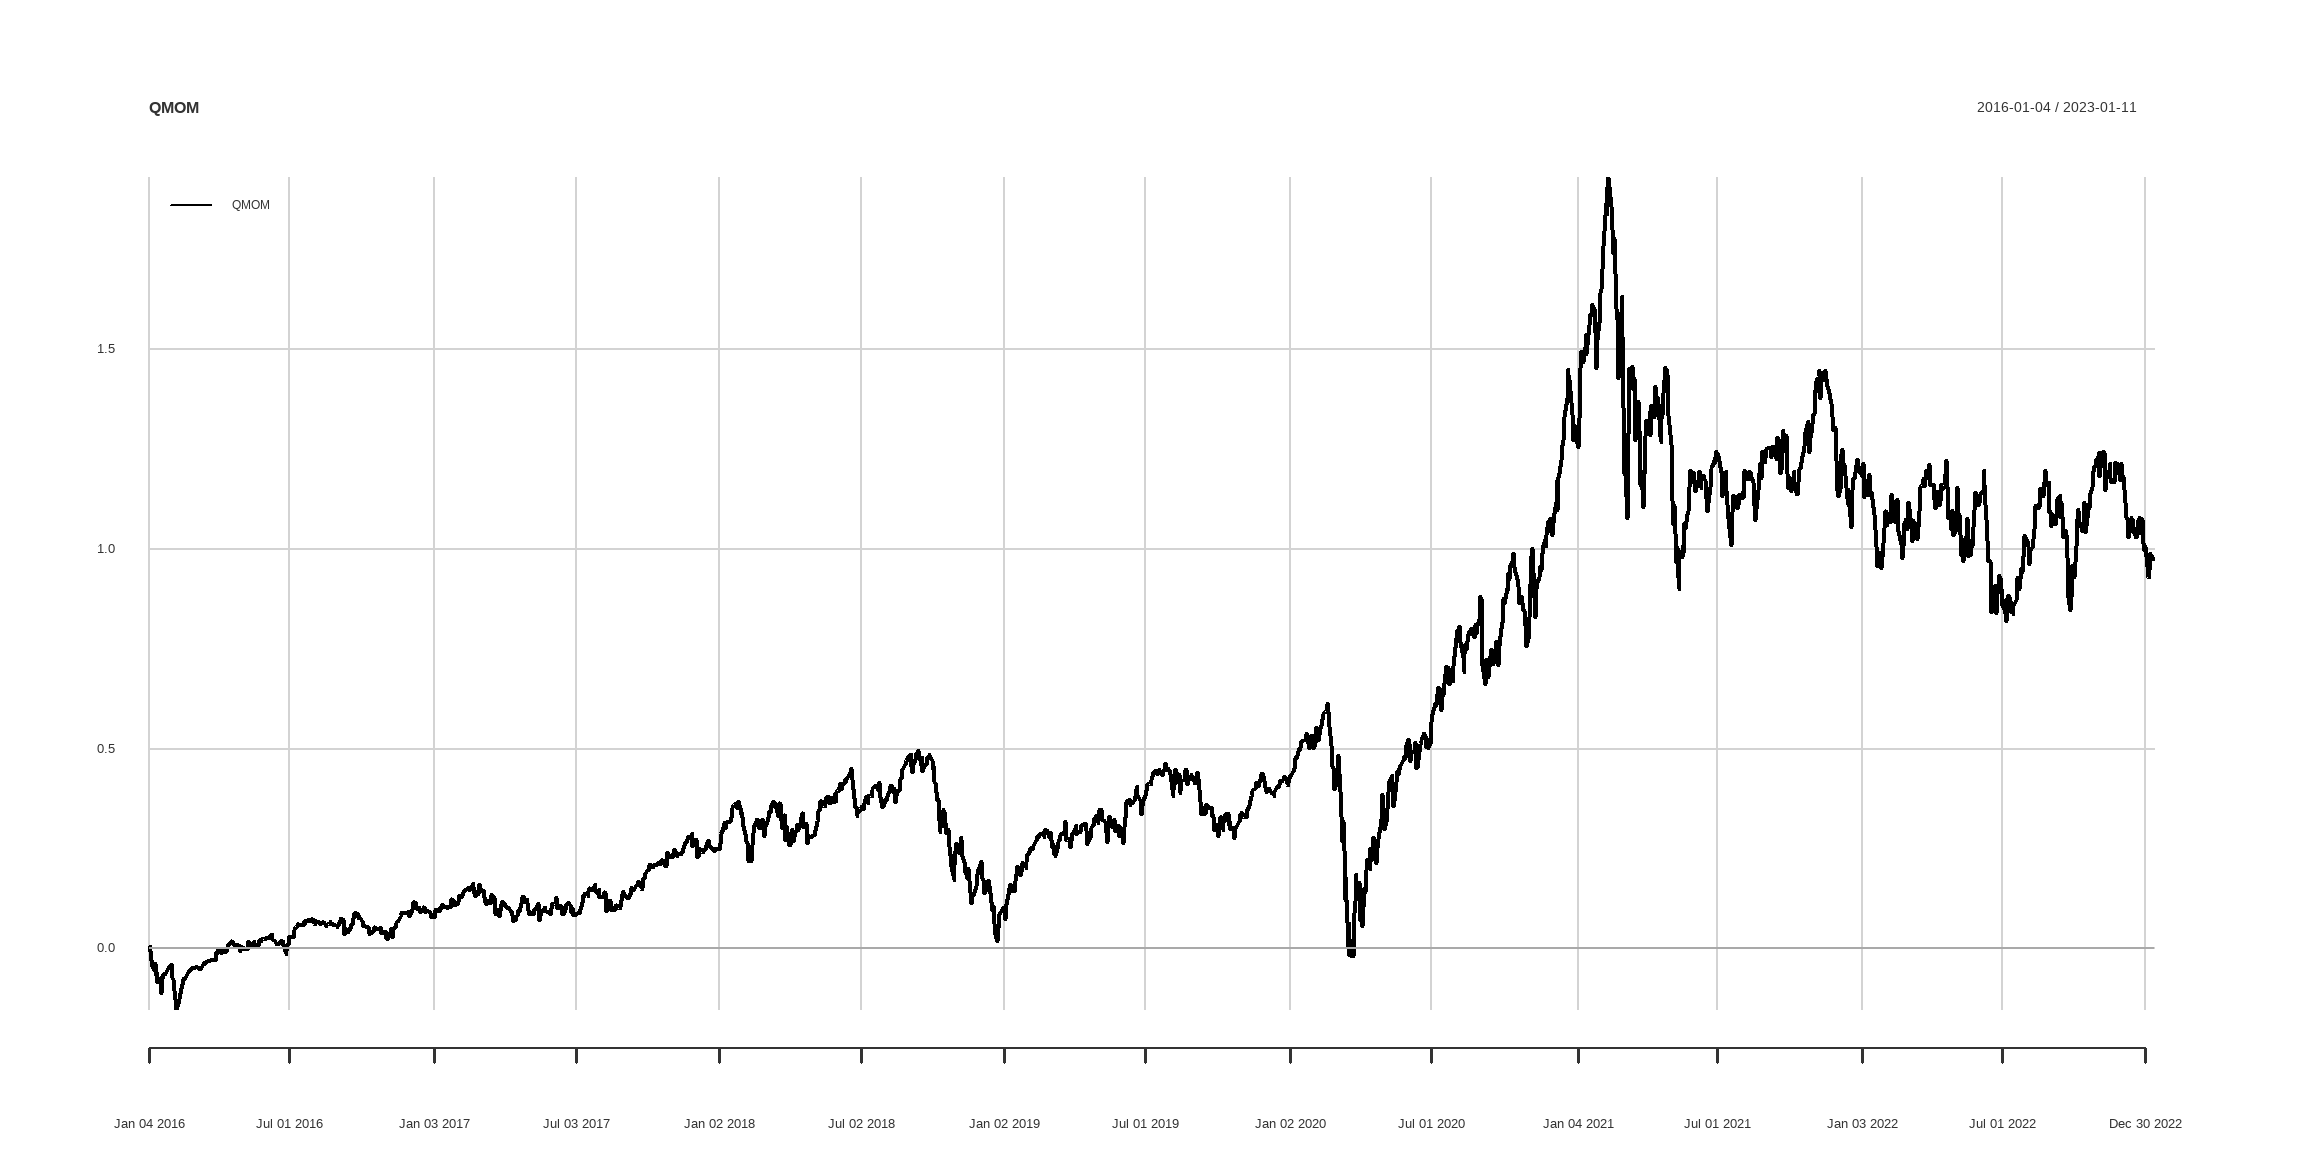 QMOM
2016-01-04 / 2023-01-11
QMOM
1.5
1.0
0.5
0.0
Jan 04 2016
Jul 01 2016
Jan 03 2017
Jul 03 2017
Jan 02 2018
Jul 02 2018
Jan 02 2019
Jul 01 2019
Jan 02 2020
Jul 01 2020
Jan 04 2021
Jul 01 2021
Jan 03 2022
Jul 01 2022
Dec 30 2022